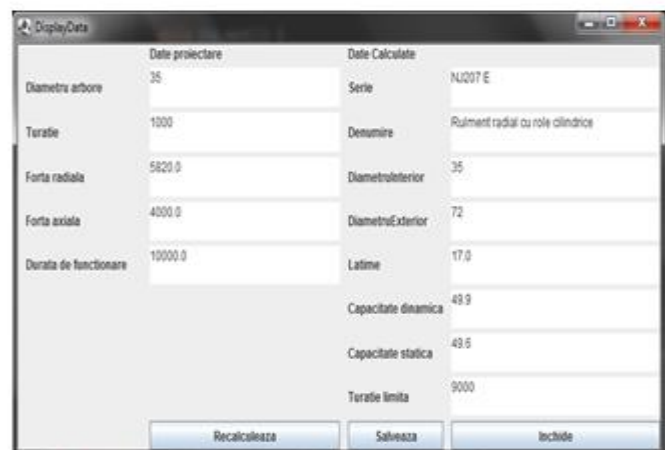 DisplayData
Date proiectare Date Calculate
Diametru arbore 35 Serie NJ207 E
Turatie 1000 Denumire Rulment radial cu role cilindrice
Forta radiala 5820.0 DiametruInterior 35
Forta axiala 4000.0 DiametruExterior 72
Durata de functionare 10000.0 Latime 17.0
Capacitate dinamica 49.9
Capacitate statica 49.6
Turatie limita 9000
Recalculeaza Salveaza Inchide